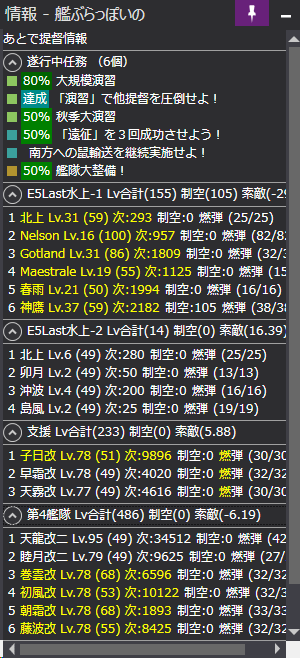 情報 - 艦ぶらっぽいの
あとで提督情報
遂行中任務 (6個)
80% 大規模演習
達成 「演習」で他提督を圧倒せよ！
50% 秋季大演習
50% 「遠征」を３回成功させよう！
南方への鼠輸送を継続実施せよ！
50% 艦隊大整備！
E5Last水上-1 Lv合計(155) 制空(105) 索敵(-29
1 北上 Lv.31 (59) 次:293 制空:0 燃弾 (25/25)
2 Nelson Lv.16 (100) 次:957 制空:0 燃弾 (82/82
3 Gotland Lv.31 (86) 次:1809 制空:0 燃弾 (32/3
4 Maestrale Lv.19 (55) 次:1125 制空:0 燃弾
5 春雨 Lv.21 (50) 次:1994 制空:0 燃弾 (16/16)
6 神鷹 Lv.37 (59) 次:2182 制空:105 燃弾 (38/38
E5Last水上-2 Lv合計(14) 制空(0) 索敵(16.39)
1 北上 Lv.6 (49) 次:280 制空:0 燃弾 (25/25)
2 卯月 Lv.2 (49) 次:50 制空:0 燃弾 (13/13)
3 沖波 Lv.4 (49) 次:200 制空:0 燃弾 (16/16)
4 島風 Lv.2 (49) 次:25 制空:0 燃弾 (19/19)
支援 Lv合計(233) 制空(0) 索敵(5.88)
1 子日改 Lv.78 (51) 次:9896 制空:0 燃弾 (30/30
2 早霜改 Lv.78 (49) 次:4020 制空:0 燃弾 (32/32
3 天霧改 Lv.77 (49) 次:4616 制空:0 燃弾 (30/30
第4艦隊 Lv合計(486) 制空(0) 索敵(-6.19)
1 天龍改二 Lv.95 (49) 次:34512 制空:0 燃弾 (42
2 睦月改二 Lv.79 (49) 次:9625 制空:0 燃弾 (27/
3 巻雲改二 Lv.78 (68) 次:6596 制空:0 燃弾 (32/
4 初風改 Lv.78 (53) 次:10122 制空:0 燃弾 (32/3
5 朝霜改 Lv.78 (68) 次:1893 制空:0 燃弾 (33/33
6 藤波改 Lv.78 (55) 次:8425 制空:0 燃弾 (32/32